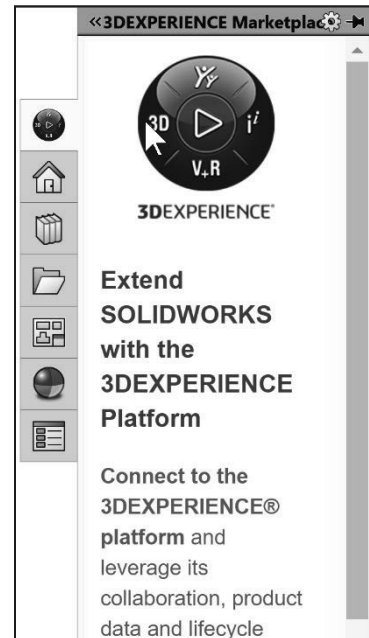 «3DEXPERIENCE Marketplac
3D
V+R
i
3DEXPERIENCE®
Extend
SOLIDWORKS
with the
3DEXPERIENCE
Platform
Connect to the
3DEXPERIENCE®
platform and
leverage its
collaboration, product
data and lifecycle